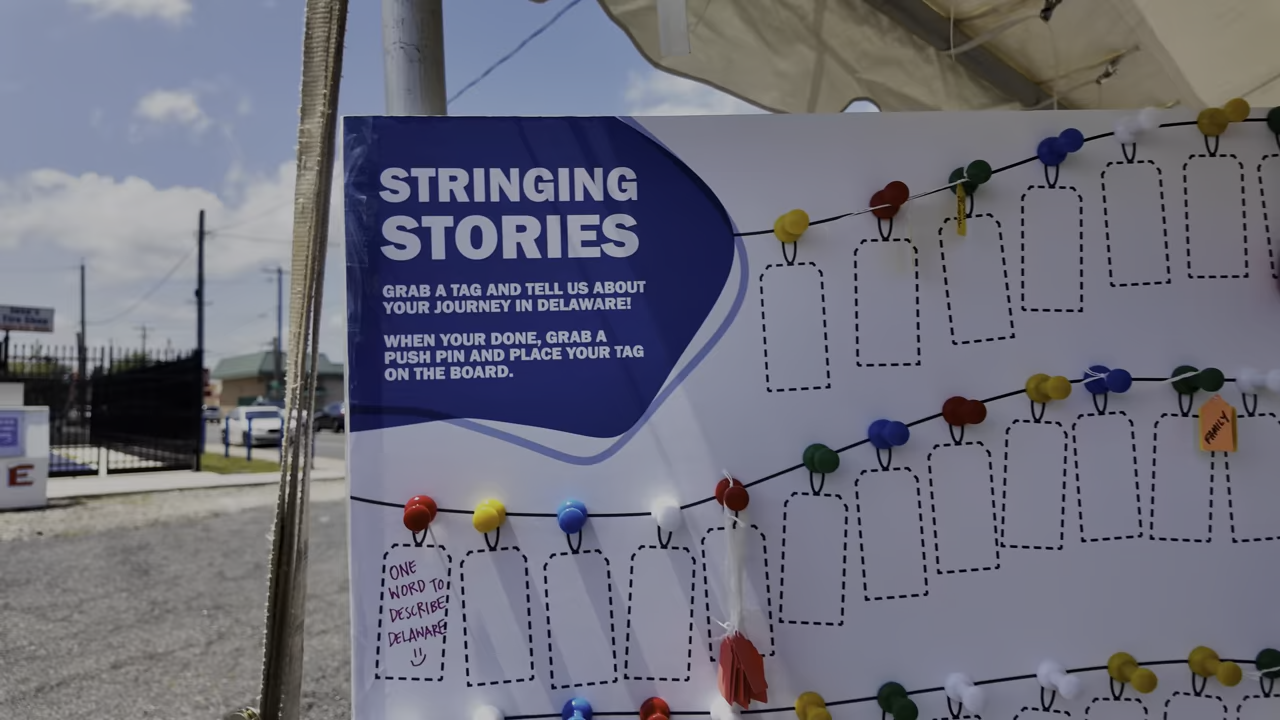 STRINGING
STORIES
GRAB A TAG AND TELL US ABOUT
YOUR JOURNEY IN DELAWARE!
WHEN YOUR DONE, GRAB A
PUSH PIN AND PLACE YOUR TAG
ON THE BOARD.
FAMILY
ONE
WORD TO
DESCRIBE
DELAWARE
E